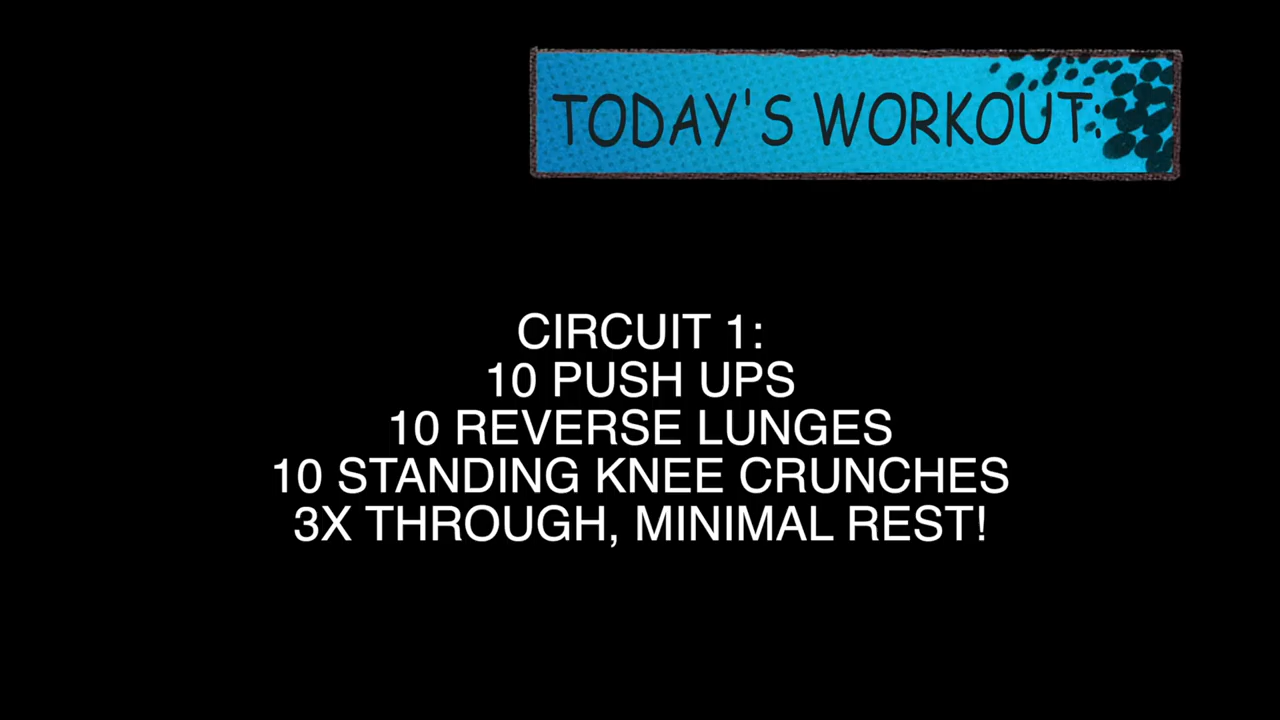 TODAY'S WORKOUT:
CIRCUIT 1:
10 PUSH UPS
10 REVERSE LUNGES
10 STANDING KNEE CRUNCHES
3X THROUGH, MINIMAL REST!